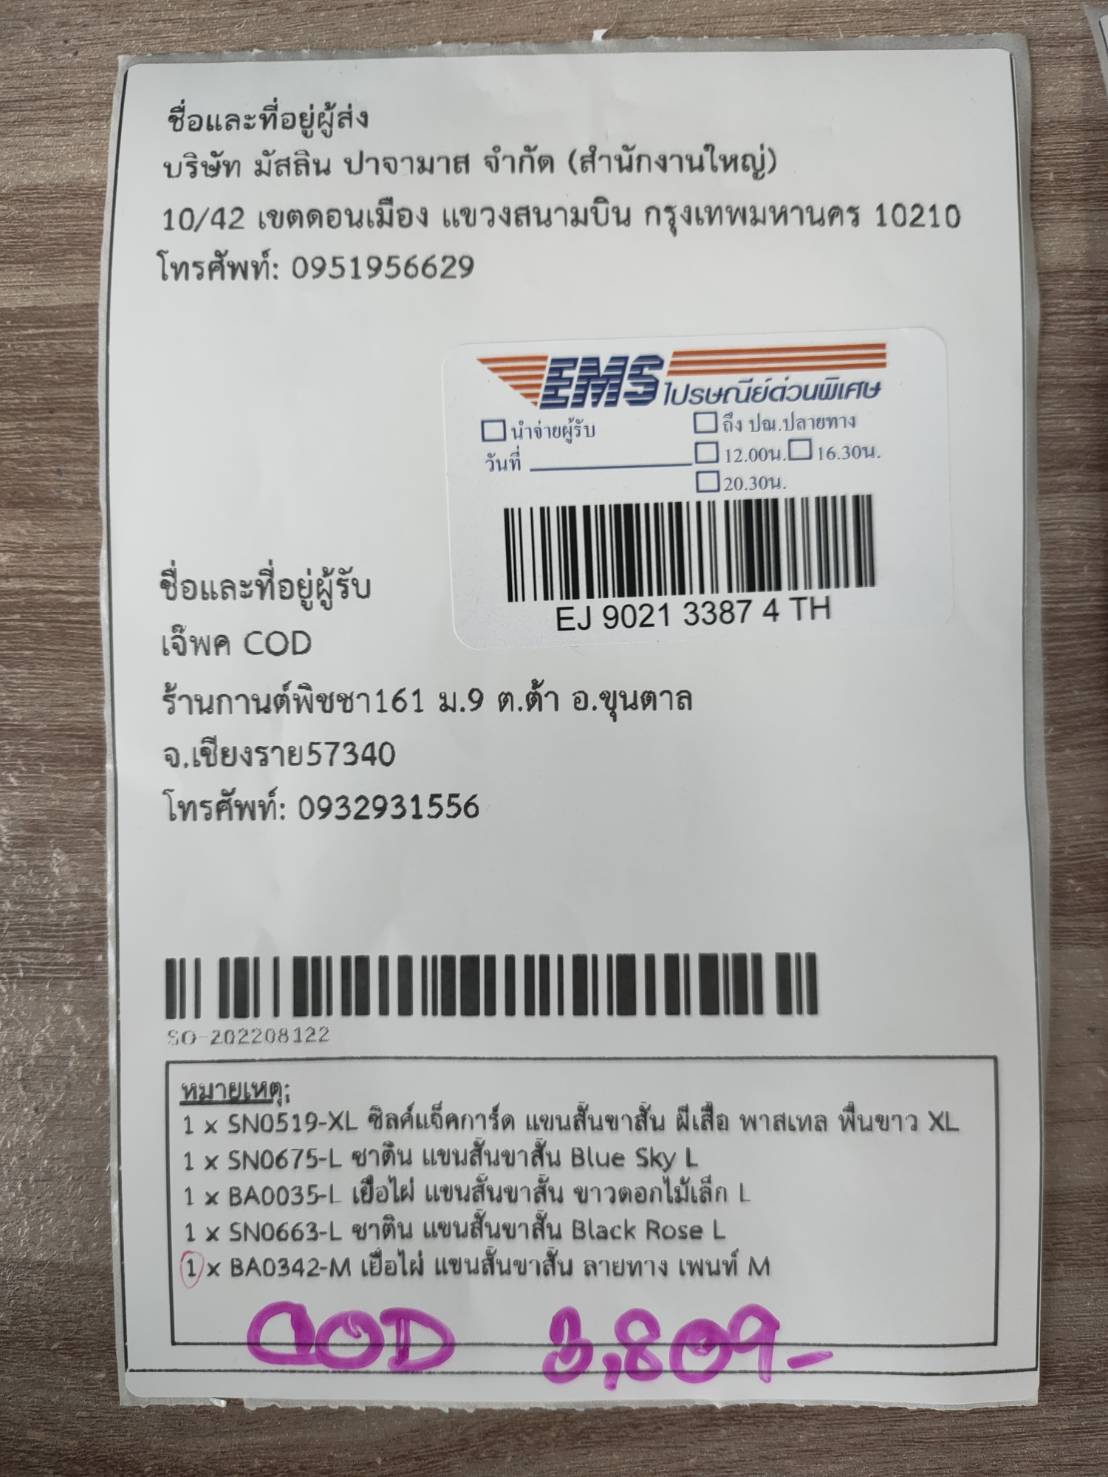 ชื่อและที่อยู่ผู้ส่ง
บริษัท มัสลิน ปาจามาส จำกัด (สำนักงานใหญ่)
10/42 เขตดอนเมือง แขวงสนามบิน กรุงเทพมหานคร 10210
โทรศัพท์: 0951956629
EMS ไปรษณีย์ด่วนพิเศษ
นำจ่ายผู้รับ ถึง ปณ.ปลายทาง
วันที่ 12.00น. 16.30น.
20.30น.
EJ 9021 3387 4 TH
ชื่อและที่อยู่ผู้รับ
เจ๊พค COD
ร้านกานต์พิชชา161 ม.9 ต.ต้า อ.ขุนตาล
จ.เชียงราย57340
โทรศัพท์: 0932931556
SO-202208122
หมายเหตุ:
1 x SN0519-XL ซิลค์แจ็คการ์ด แขนสั้นขาสั้น ผีเสื้อ พาสเทล พื้นขาว XL
1 x SN0675-L ซาติน แขนสั้นขาสั้น Blue Sky L
1 x BA0035-L เยื่อไผ่ แขนสั้นขาสั้น ขาวดอกไม้เล็ก L
1 x SN0663-L ซาติน แขนสั้นขาสั้น Black Rose L
1 x BA0342-M เยื่อไผ่ แขนสั้นขาสั้น ลายทาง เพนท์ M
COD 3,809-